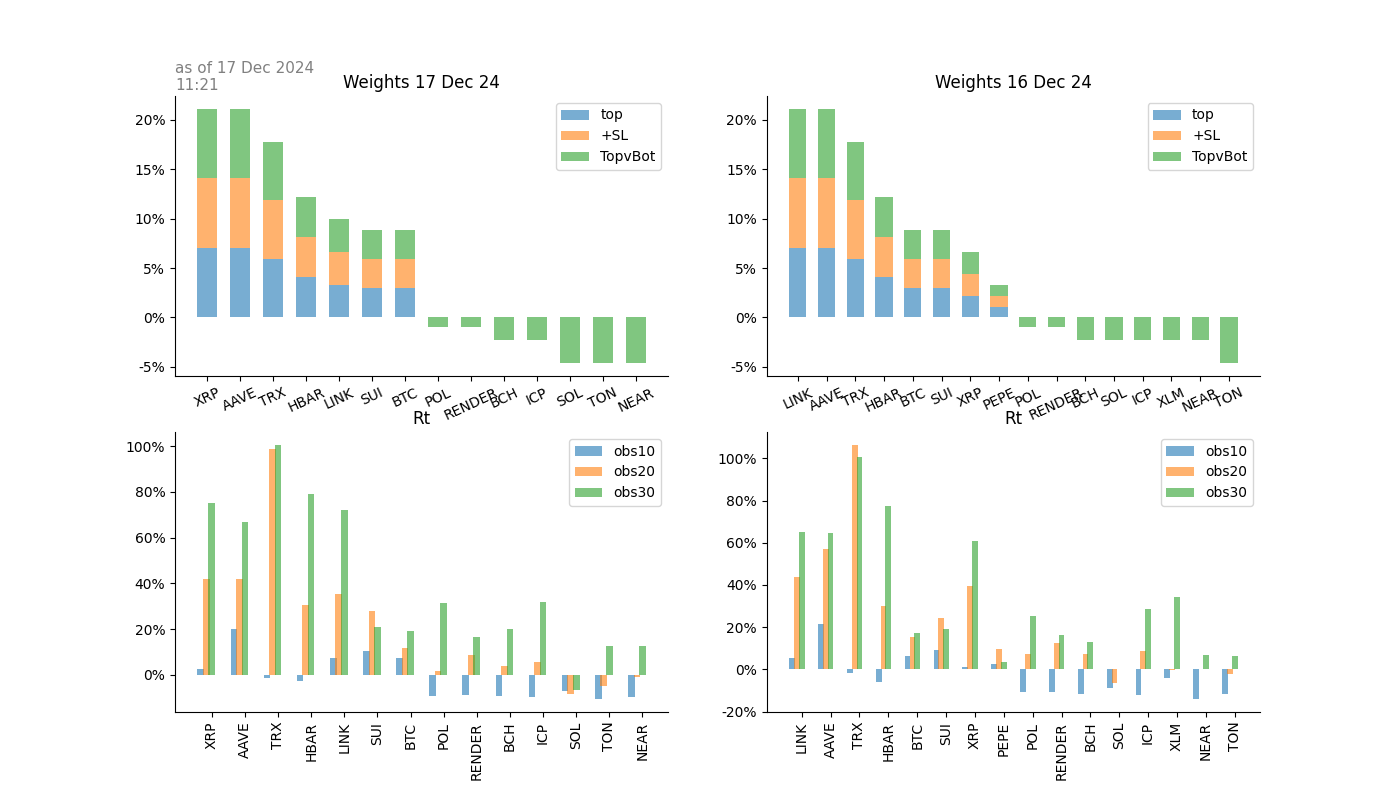 as of 17 Dec 2024
11:21
Weights 17 Dec 24
20%
15%
10%
5%
0%
-5%
top
+SL
TopvBot
XRP AAVE TRX HBAR LINK SUI BTC POL RENDER BCH ICP SOL TON NEAR
Weights 16 Dec 24
20%
15%
10%
5%
0%
-5%
top
+SL
TopvBot
LINK AAVE TRX HBAR BTC SUI XRP PEPE POL RENDER BCH SOL ICP XLM NEAR TON
Rt
100%
80%
60%
40%
20%
0%
obs10
obs20
obs30
XRP AAVE TRX HBAR LINK SUI BTC POL RENDER BCH ICP SOL TON NEAR
Rt
100%
80%
60%
40%
20%
0%
-20%
obs10
obs20
obs30
LINK AAVE TRX HBAR BTC SUI XRP PEPE POL RENDER BCH SOL ICP XLM NEAR TON